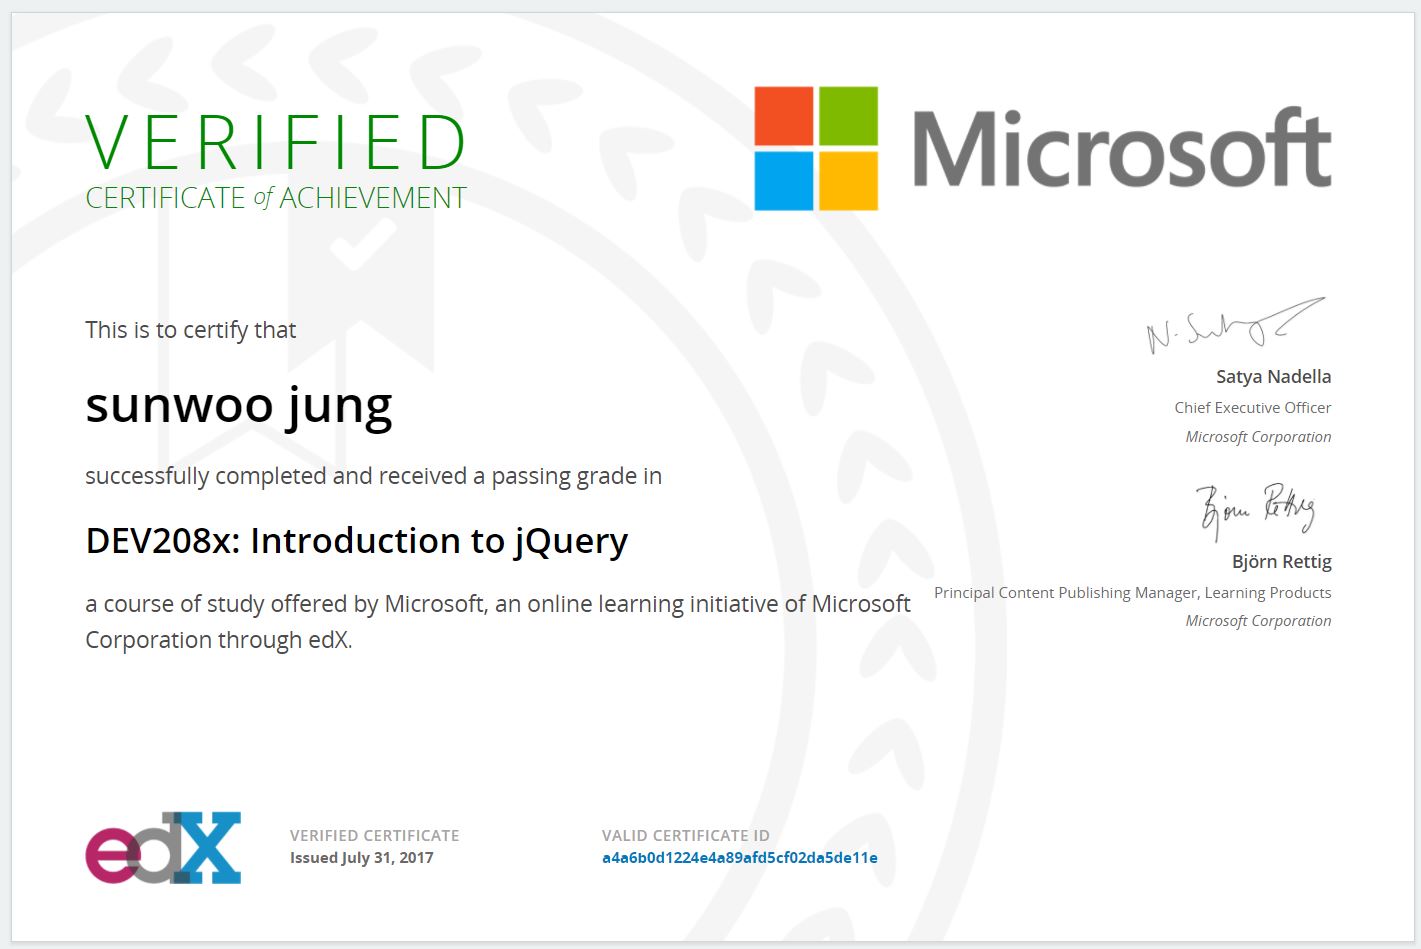 VERIFIED
CERTIFICATE of ACHIEVEMENT
Microsoft
This is to certify that
sunwoo jung
successfully completed and received a passing grade in
DEV208x: Introduction to jQuery
a course of study offered by Microsoft, an online learning initiative of Microsoft
Corporation through edX.
N. Satya
Satya Nadella
Chief Executive Officer
Microsoft Corporation
Björn Rettig
Björn Rettig
Principal Content Publishing Manager, Learning Products
Microsoft Corporation
edX
VERIFIED CERTIFICATE
Issued July 31, 2017
VALID CERTIFICATE ID
a4a6b0d1224e4a89afd5cf02da5de11e